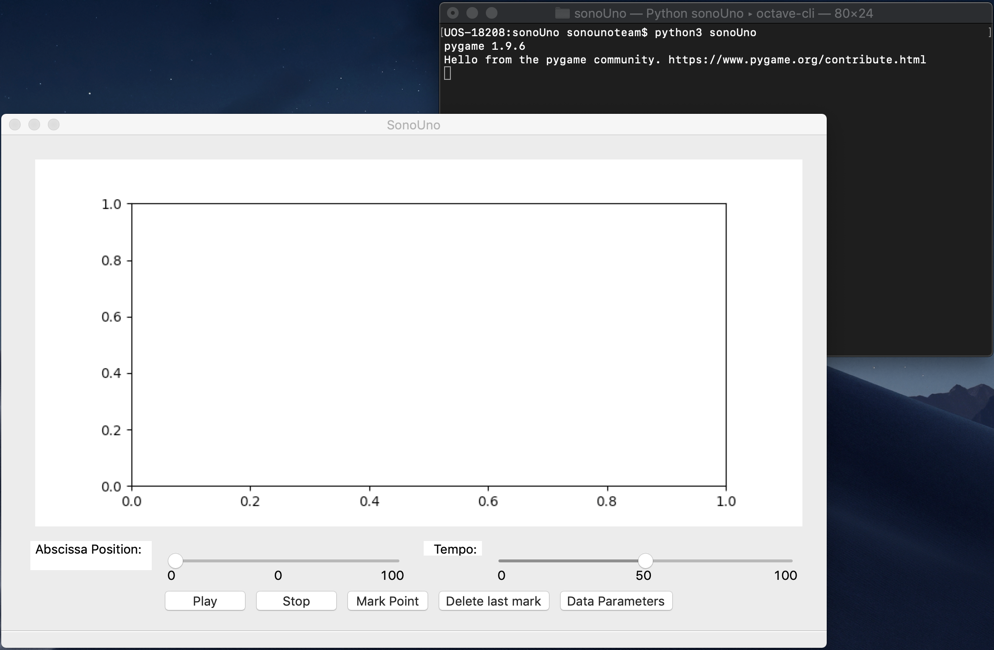 sonoUno — Python sonoUno ▸ octave-cli — 80×24
[UOS-18208:sonoUno sonounoteam$ python3 sonoUno ]
pygame 1.9.6
Hello from the pygame community. https://www.pygame.org/contribute.html
SonoUno
1.0
0.8
0.6
0.4
0.2
0.0
0.0 0.2 0.4 0.6 0.8 1.0
Abscissa Position: Tempo:
0 0 100 0 50 100
Play Stop Mark Point Delete last mark Data Parameters